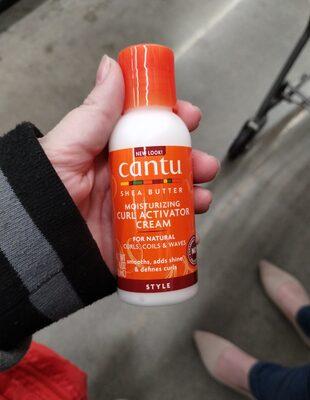 NEW LOOK!
cantu
SHEA BUTTER
MOISTURIZING
CURL ACTIVATOR
CREAM
FOR NATURAL
CURLS, COILS & WAVES
smooths, adds shine
& defines curls
STYLE